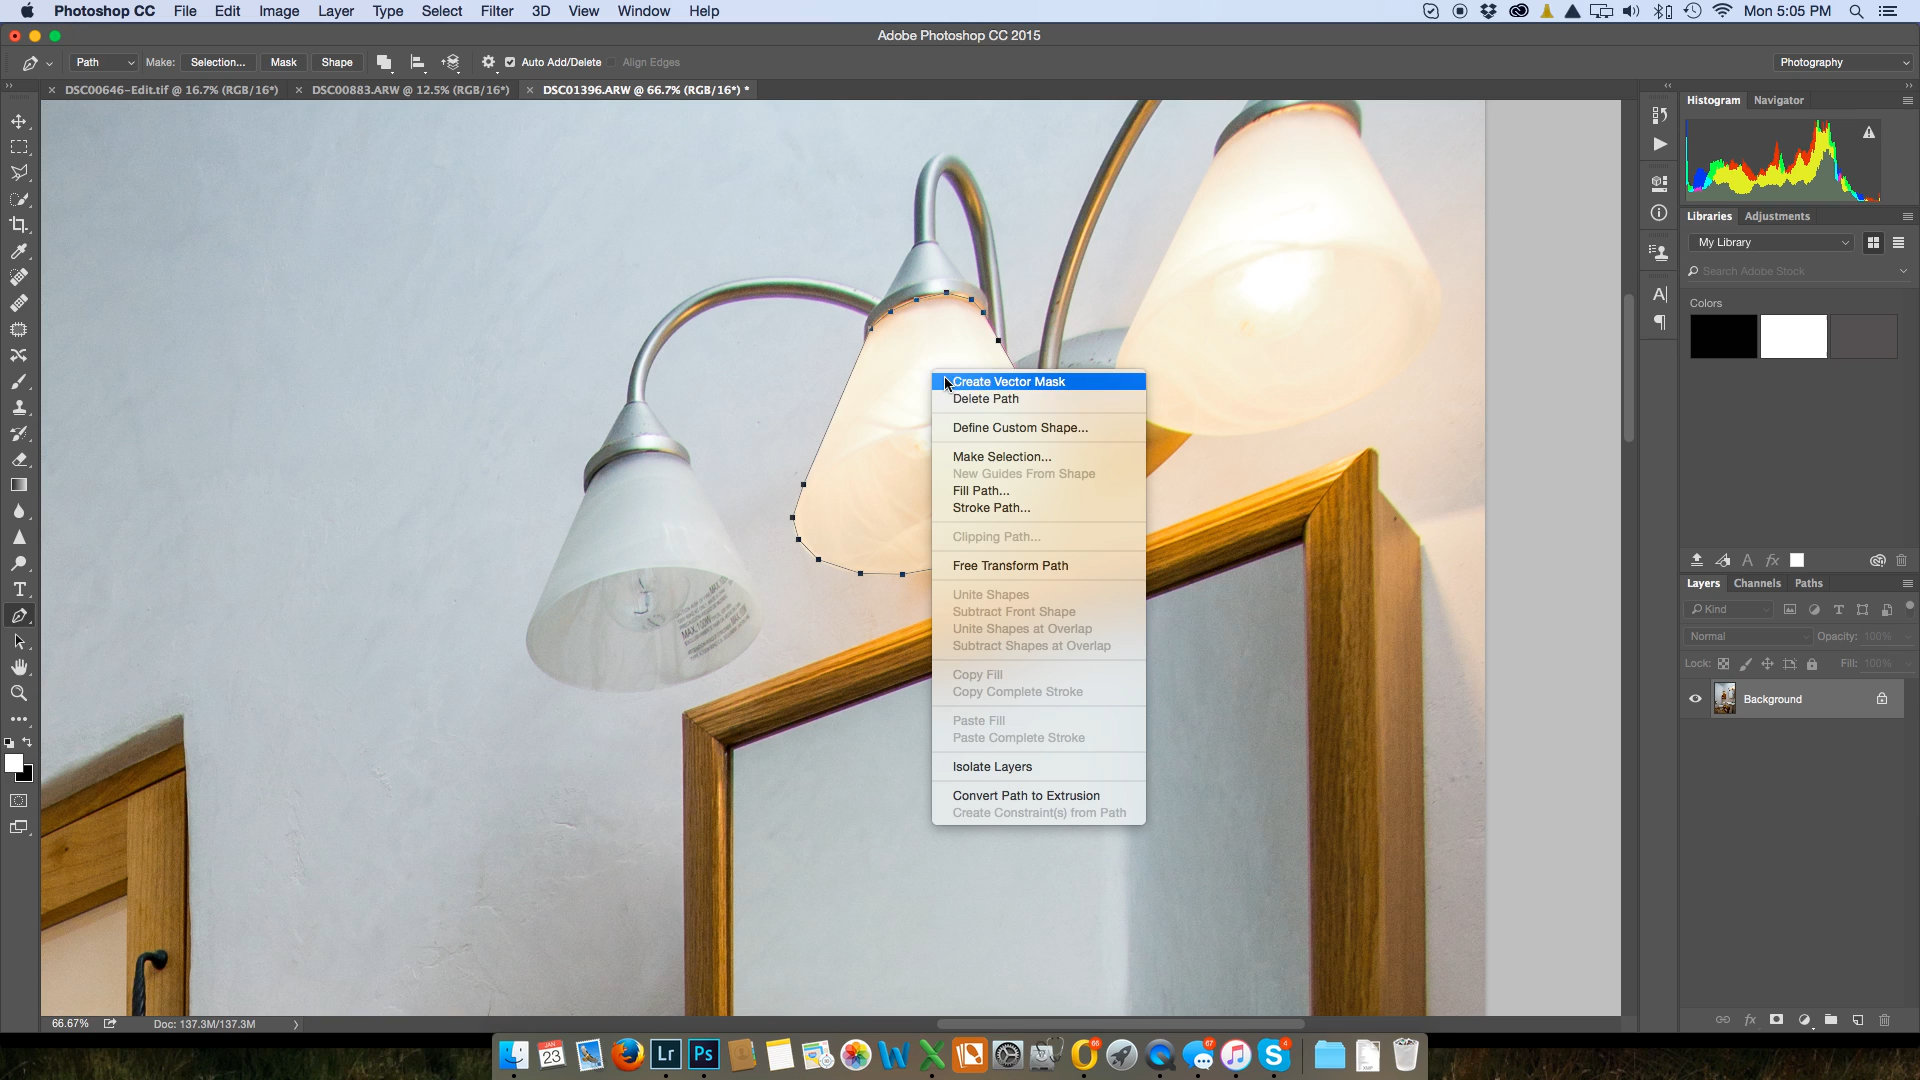 Photoshop CC File Edit Image Layer Type Select Filter 3D View Window Help Mon 5:05 PM
Adobe Photoshop CC 2015
Path Make: Selection... Mask Shape Auto Add/Delete Align Edges Photography
DSC00646-Edit.tif @ 16.7% (RGB/16*) DSC00883.ARW @ 12.5% (RGB/16*) DSC01396.ARW @ 66.7% (RGB/16*) *
Histogram Navigator
Libraries Adjustments
My Library
Search Adobe Stock
Colors
Create Vector Mask
Delete Path
Define Custom Shape...
Make Selection...
New Guides From Shape
Fill Path...
Stroke Path...
Clipping Path...
Free Transform Path
Unite Shapes
Subtract Front Shape
Unite Shapes at Overlap
Subtract Shapes at Overlap
Copy Fill
Copy Complete Stroke
Paste Fill
Paste Complete Stroke
Isolate Layers
Convert Path to Extrusion
Create Constraint(s) from Path
Layers Channels Paths
Kind
Normal Opacity: 100%
Lock: Fill: 100%
Background
66.67% Doc: 137.3M/137.3M
JAN
23
Lr Ps
66
67
4